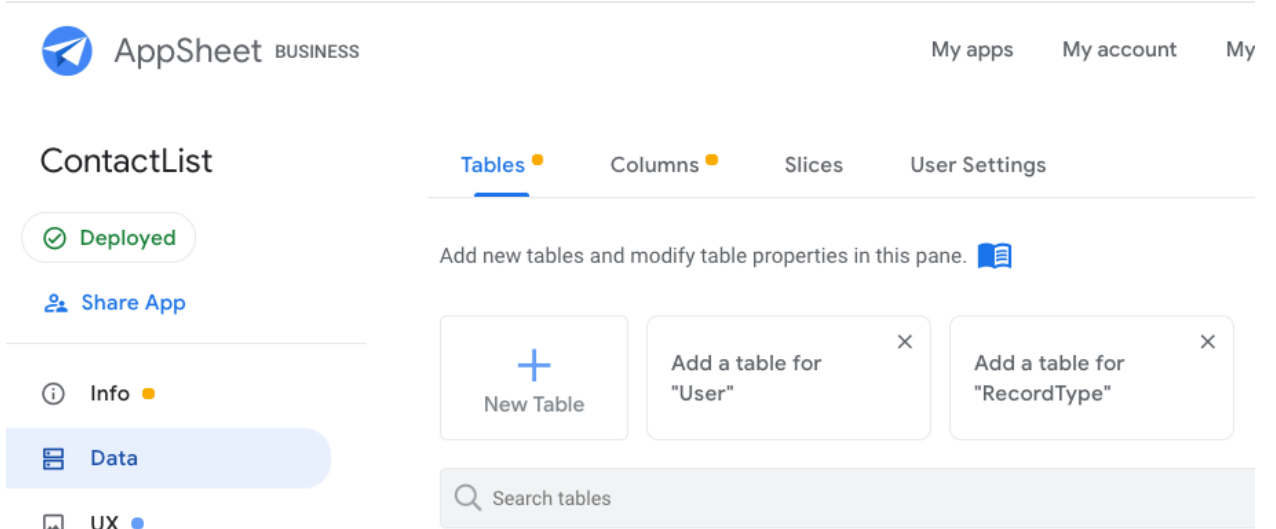 AppSheet BUSINESS
My apps My account My
ContactList
Tables Columns Slices User Settings
Deployed
Add new tables and modify table properties in this pane.
Share App
Add a table for
"User"
Add a table for
"RecordType"
New Table
Info
Data
Search tables
UX